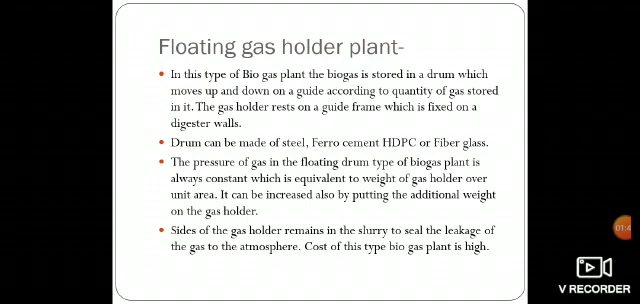 Floating gas holder plant-
• In this type of Bio gas plant the biogas is stored in a drum which
moves up and down on a guide according to quantity of gas stored
in it. The gas holder rests on a guide frame which is fixed on a
digester walls.
• Drum can be made of steel, Ferro cement HDPC or Fiber glass.
• The pressure of gas in the floating drum type of biogas plant is
always constant which is equivalent to weight of gas holder over
unit area. It can be increased also by putting the additional weight
on the gas holder.
• Sides of the gas holder remains in the slurry to seal the leakage of
the gas to the atmosphere. Cost of this type bio gas plant is high.
V RECORDER